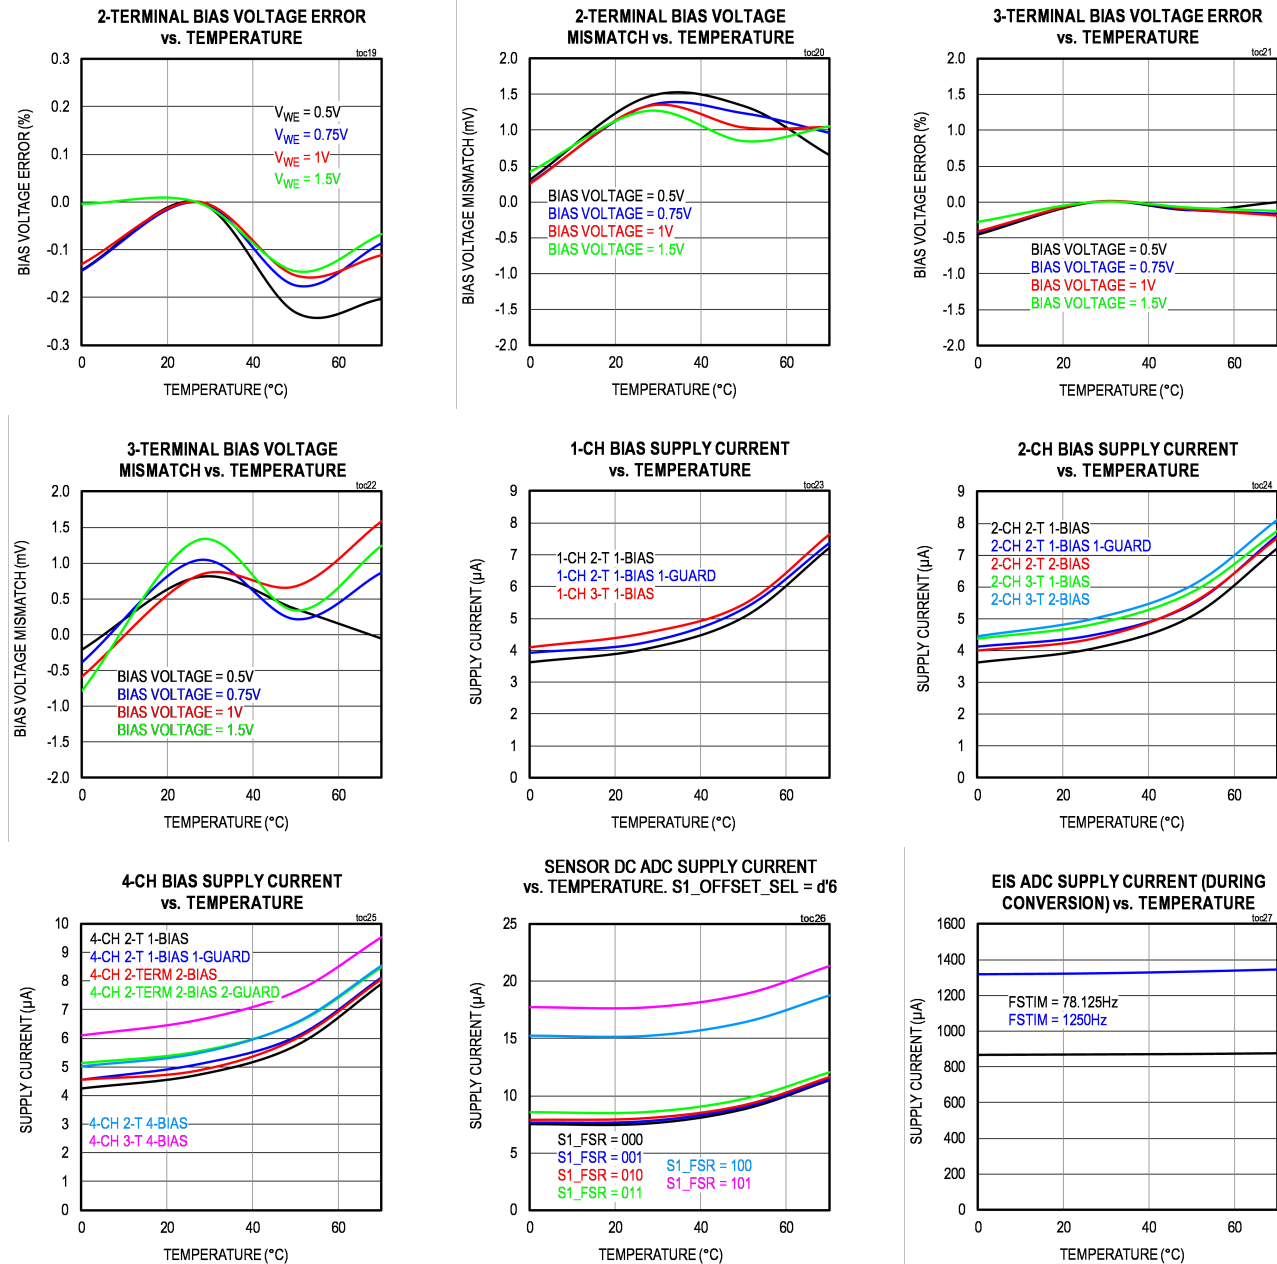 2-TERMINAL BIAS VOLTAGE ERROR
vs. TEMPERATURE
toc19
0.3
0.2
0.1
0.0
-0.1
-0.2
-0.3
BIAS VOLTAGE ERROR (%)
VWE = 0.5V
VWE = 0.75V
VWE = 1V
VWE = 1.5V
0 20 40 60
TEMPERATURE (°C)
2-TERMINAL BIAS VOLTAGE
MISMATCH vs. TEMPERATURE
toc20
2.0
1.5
1.0
0.5
0.0
-0.5
-1.0
-1.5
-2.0
BIAS VOLTAGE MISMATCH (mV)
BIAS VOLTAGE = 0.5V
BIAS VOLTAGE = 0.75V
BIAS VOLTAGE = 1V
BIAS VOLTAGE = 1.5V
0 20 40 60
TEMPERATURE (°C)
3-TERMINAL BIAS VOLTAGE ERROR
vs. TEMPERATURE
toc21
2.0
1.5
1.0
0.5
0.0
-0.5
-1.0
-1.5
-2.0
BIAS VOLTAGE ERROR (%)
BIAS VOLTAGE = 0.5V
BIAS VOLTAGE = 0.75V
BIAS VOLTAGE = 1V
BIAS VOLTAGE = 1.5V
0 20 40 60
TEMPERATURE (°C)
3-TERMINAL BIAS VOLTAGE
MISMATCH vs. TEMPERATURE
toc22
2.0
1.5
1.0
0.5
0.0
-0.5
-1.0
-1.5
-2.0
BIAS VOLTAGE MISMATCH (mV)
BIAS VOLTAGE = 0.5V
BIAS VOLTAGE = 0.75V
BIAS VOLTAGE = 1V
BIAS VOLTAGE = 1.5V
0 20 40 60
TEMPERATURE (°C)
1-CH BIAS SUPPLY CURRENT
vs. TEMPERATURE
toc23
9
8
7
6
5
4
3
2
1
0
SUPPLY CURRENT (µA)
1-CH 2-T 1-BIAS
1-CH 2-T 1-BIAS 1-GUARD
1-CH 3-T 1-BIAS
0 20 40 60
TEMPERATURE (°C)
2-CH BIAS SUPPLY CURRENT
vs. TEMPERATURE
toc24
9
8
7
6
5
4
3
2
1
0
SUPPLY CURRENT (µA)
2-CH 2-T 1-BIAS
2-CH 2-T 1-BIAS 1-GUARD
2-CH 2-T 2-BIAS
2-CH 3-T 1-BIAS
2-CH 3-T 2-BIAS
0 20 40 60
TEMPERATURE (°C)
4-CH BIAS SUPPLY CURRENT
vs. TEMPERATURE
toc25
10
9
8
7
6
5
4
3
2
1
0
SUPPLY CURRENT (µA)
4-CH 2-T 1-BIAS
4-CH 2-T 1-BIAS 1-GUARD
4-CH 2-TERM 2-BIAS
4-CH 2-TERM 2-BIAS 2-GUARD
4-CH 2-T 4-BIAS
4-CH 3-T 4-BIAS
0 20 40 60
TEMPERATURE (°C)
SENSOR DC ADC SUPPLY CURRENT
vs. TEMPERATURE. S1_OFFSET_SEL = d'6
toc26
25
20
15
10
5
0
SUPPLY CURRENT (µA)
S1_FSR = 000
S1_FSR = 001
S1_FSR = 010
S1_FSR = 011
S1_FSR = 100
S1_FSR = 101
0 20 40 60
TEMPERATURE (°C)
EIS ADC SUPPLY CURRENT (DURING
CONVERSION) vs. TEMPERATURE
toc27
1600
1400
1200
1000
800
600
400
200
0
SUPPLY CURRENT (µA)
FSTIM = 78.125Hz
FSTIM = 1250Hz
0 20 40 60
TEMPERATURE (°C)